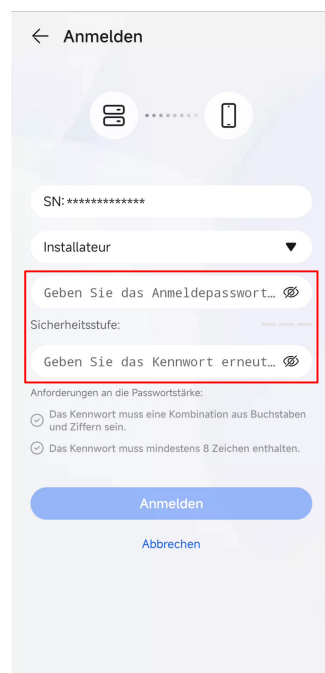 Anmelden
SN:*************
Installateur
Geben Sie das Anmeldepasswort…
Sicherheitsstufe:
Geben Sie das Kennwort erneut…
Anforderungen an die Passwortstärke:
Das Kennwort muss eine Kombination aus Buchstaben
und Ziffern sein.
Das Kennwort muss mindestens 8 Zeichen enthalten.
Anmelden
Abbrechen